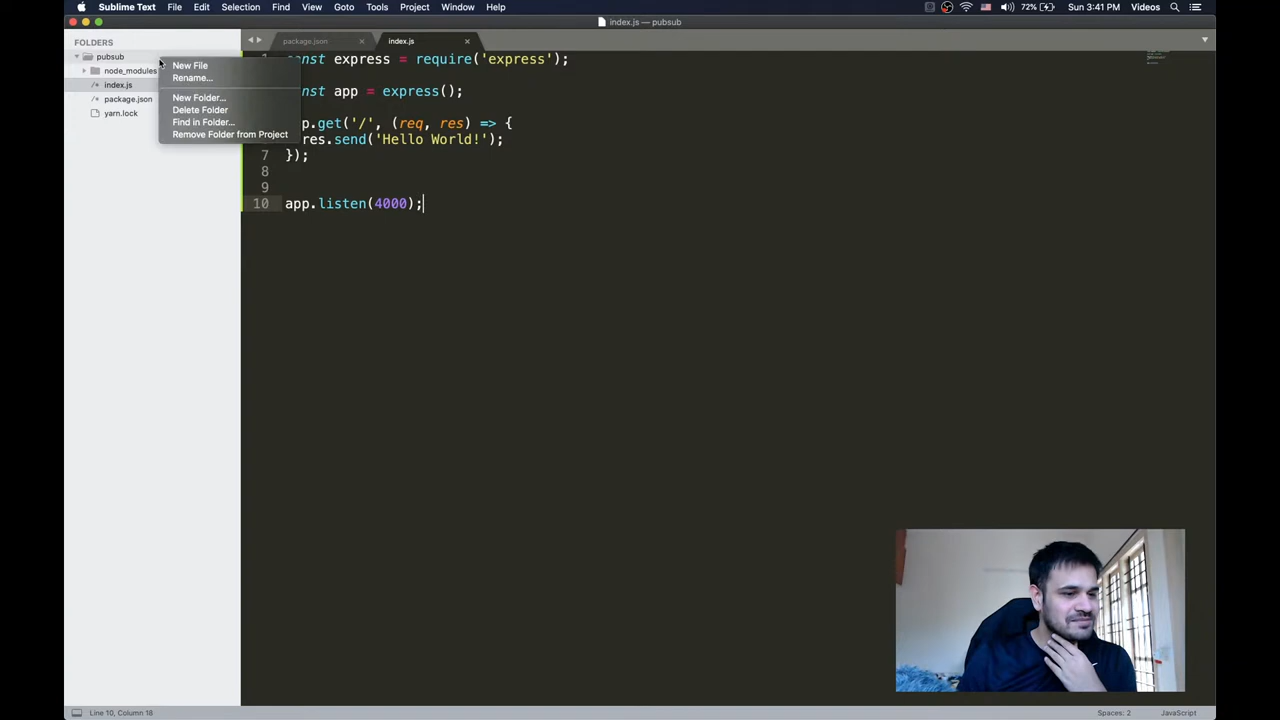 Sublime Text File Edit Selection Find View Goto Tools Project Window Help 72% Sun 3:41 PM Videos
index.js — pubsub
FOLDERS
pubsub
node_modules
index.js
package.json
yarn.lock
New File
Rename...
New Folder...
Delete Folder
Find in Folder...
Remove Folder from Project
package.json × index.js ×
const express = require('express');
const app = express();
p.get('/', (req, res) => {
res.send('Hello World!');
7 });
8
9
10 app.listen(4000);
Line 10, Column 18 Spaces: 2 JavaScript